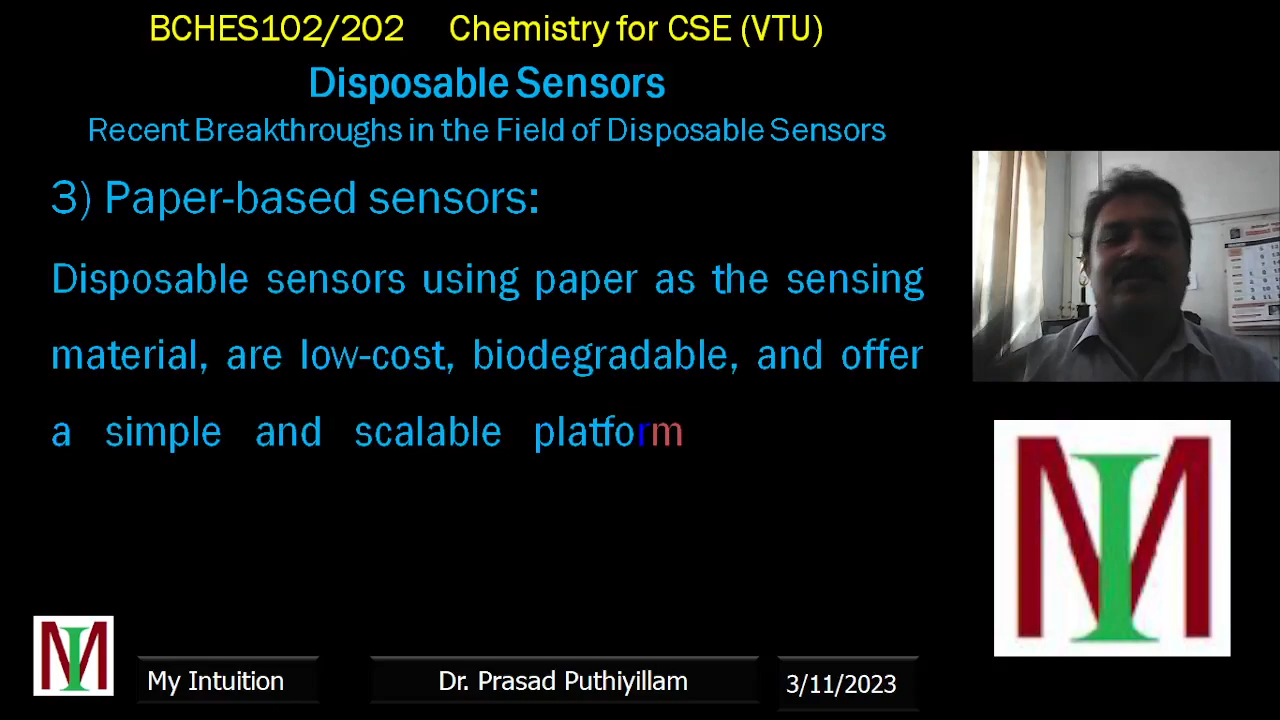 BCHES102/202 Chemistry for CSE (VTU)
Disposable Sensors
Recent Breakthroughs in the Field of Disposable Sensors
3) Paper-based sensors:
Disposable sensors using paper as the sensing
material, are low-cost, biodegradable, and offer
a simple and scalable platform
MI
MI
My Intuition
Dr. Prasad Puthiyillam
3/11/2023